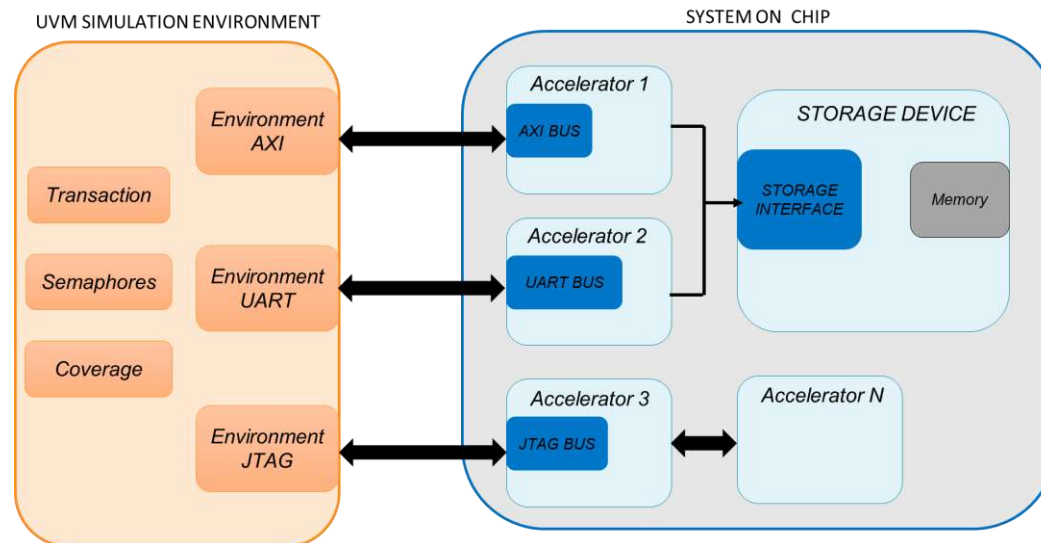 UVM SIMULATION ENVIRONMENT
Transaction
Semaphores
Coverage
Environment
AXI
Environment
UART
Environment
JTAG
SYSTEM ON CHIP
Accelerator 1
AXI BUS
Accelerator 2
UART BUS
Accelerator 3
JTAG BUS
STORAGE DEVICE
STORAGE
INTERFACE
Memory
Accelerator N